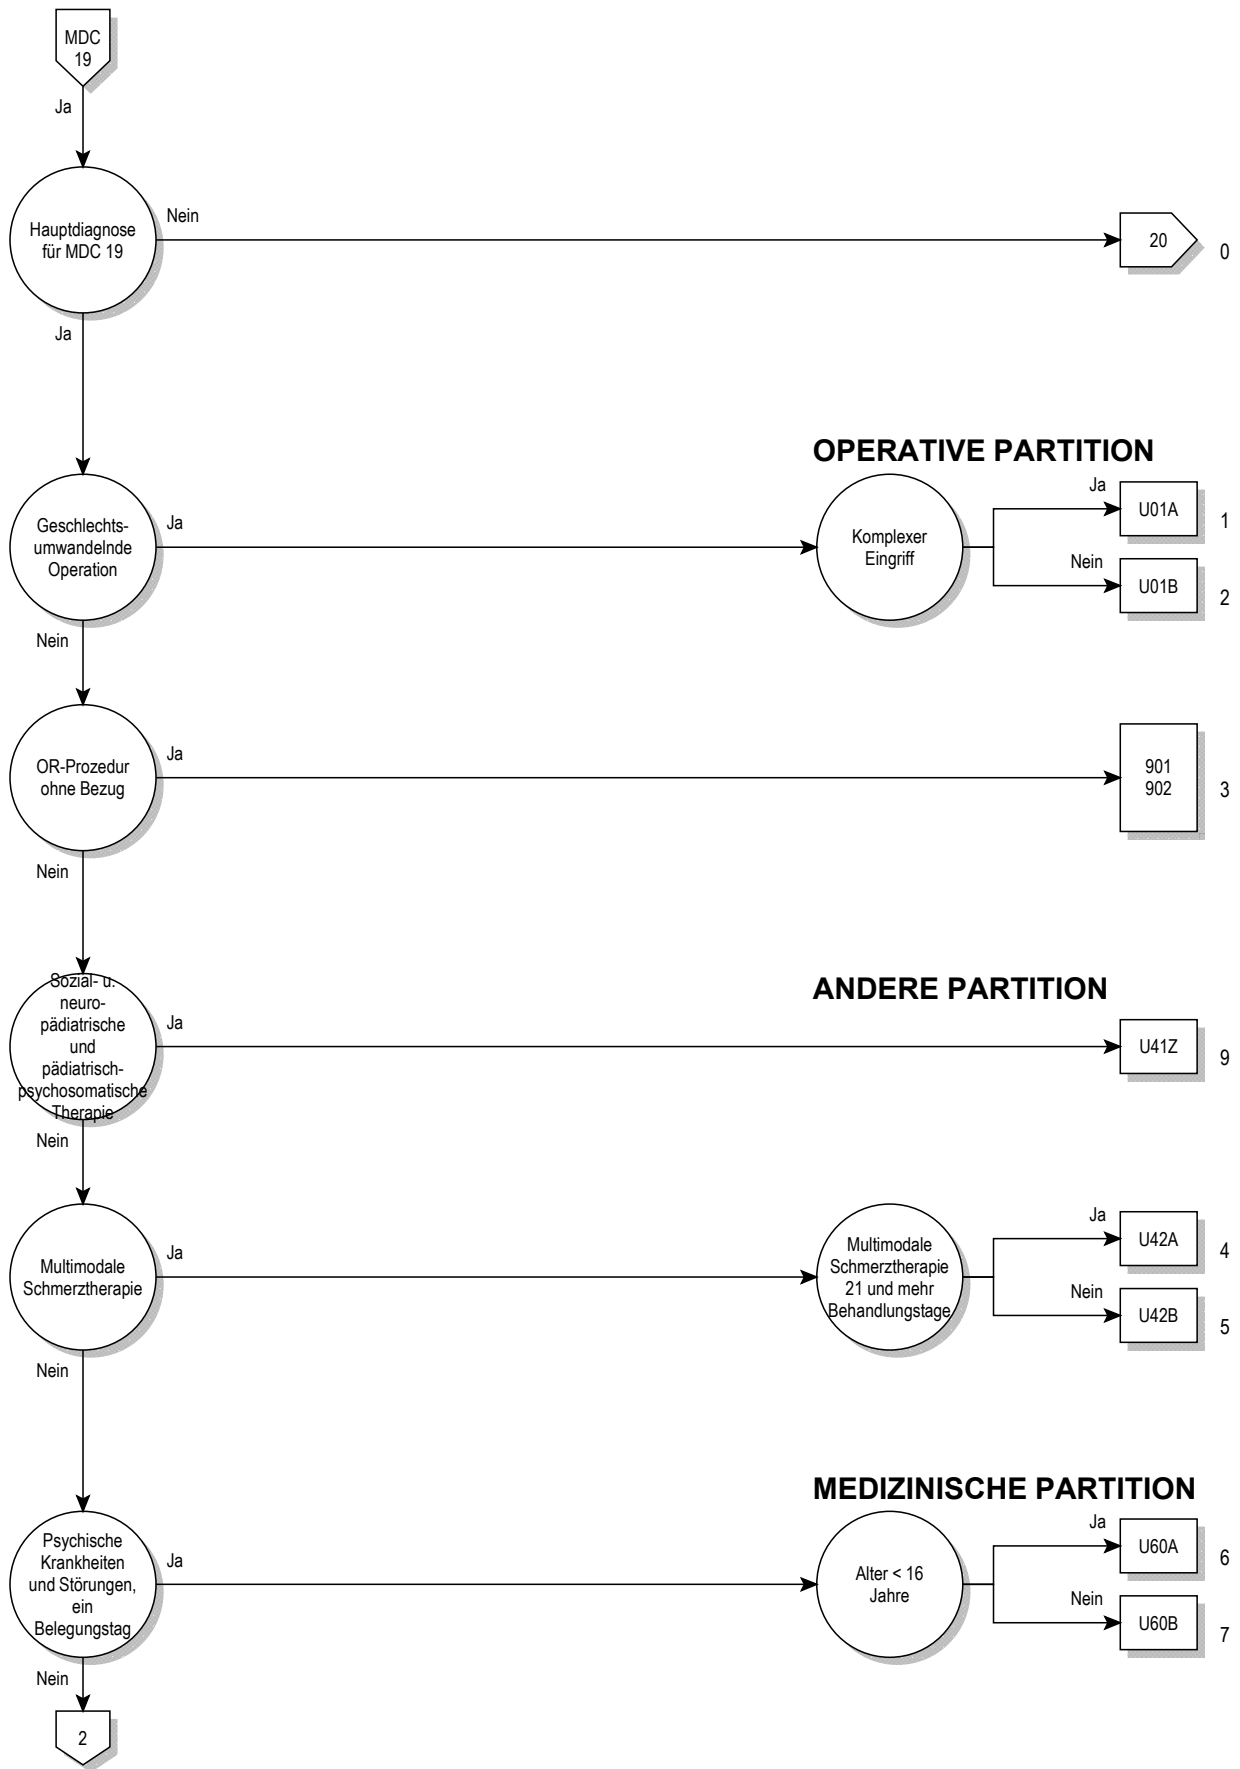 MDC
19
Ja
Hauptdiagnose
für MDC 19
Nein
20
0
Ja
OPERATIVE PARTITION
Geschlechts-
umwandelnde
Operation
Ja
Komplexer
Eingriff
Ja
U01A
1
Nein
U01B
2
Nein
OR-Prozedur
ohne Bezug
Ja
901
902
3
Nein
ANDERE PARTITION
Sozial- u.
neuro-
pädiatrische
und
pädiatrisch-
psychosomatische
Therapie
Ja
U41Z
9
Nein
Multimodale
Schmerztherapie
Ja
Multimodale
Schmerztherapie
21 und mehr
Behandlungstage
Ja
U42A
4
Nein
U42B
5
Nein
MEDIZINISCHE PARTITION
Psychische
Krankheiten
und Störungen,
ein
Belegungstag
Ja
Alter < 16
Jahre
Ja
U60A
6
Nein
U60B
7
Nein
2